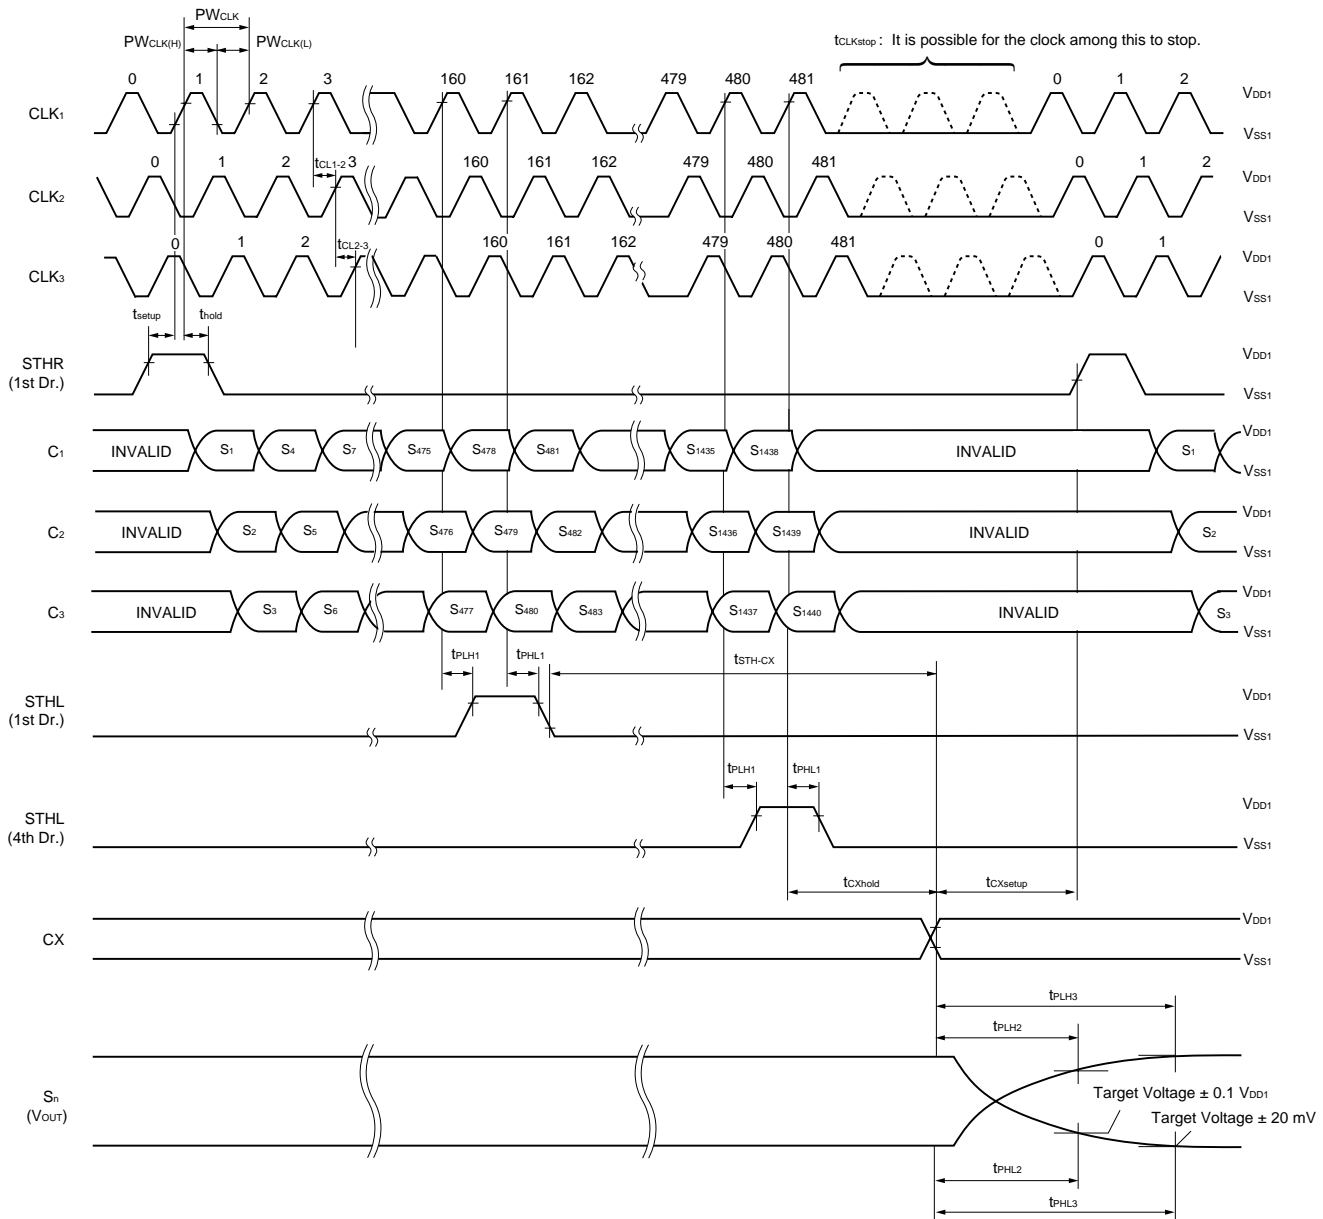 PWCLK
PWCLK(H) PWCLK(L)
tCLKstop : It is possible for the clock among this to stop.
0 1 2 3 160 161 162 479 480 481 0 1 2
CLK1 VDD1
VSS1
0 1 2 tCL1-2 3 160 161 162 479 480 481 0 1 2
CLK2 VDD1
VSS1
0 1 2 tCL2-3 160 161 162 479 480 481 0 1
CLK3 VDD1
VSS1
tsetup thold
STHR VDD1
(1st Dr.) VSS1
C1 INVALID S1 S4 S7 S475 S478 S481 S1435 S1438 INVALID S1 VDD1
VSS1
C2 INVALID S2 S5 S476 S479 S482 S1436 S1439 INVALID S2 VDD1
VSS1
C3 INVALID S3 S6 S477 S480 S483 S1437 S1440 INVALID S3 VDD1
VSS1
tPLH1 tPHL1 tSTH-CX
STHL VDD1
(1st Dr.) VSS1
tPLH1 tPHL1
STHL VDD1
(4th Dr.) VSS1
tCXhold tCXsetup
CX VDD1
VSS1
tPLH3
tPLH2
Sn
(VOUT)
Target Voltage ± 0.1 VDD1
Target Voltage ± 20 mV
tPHL2
tPHL3